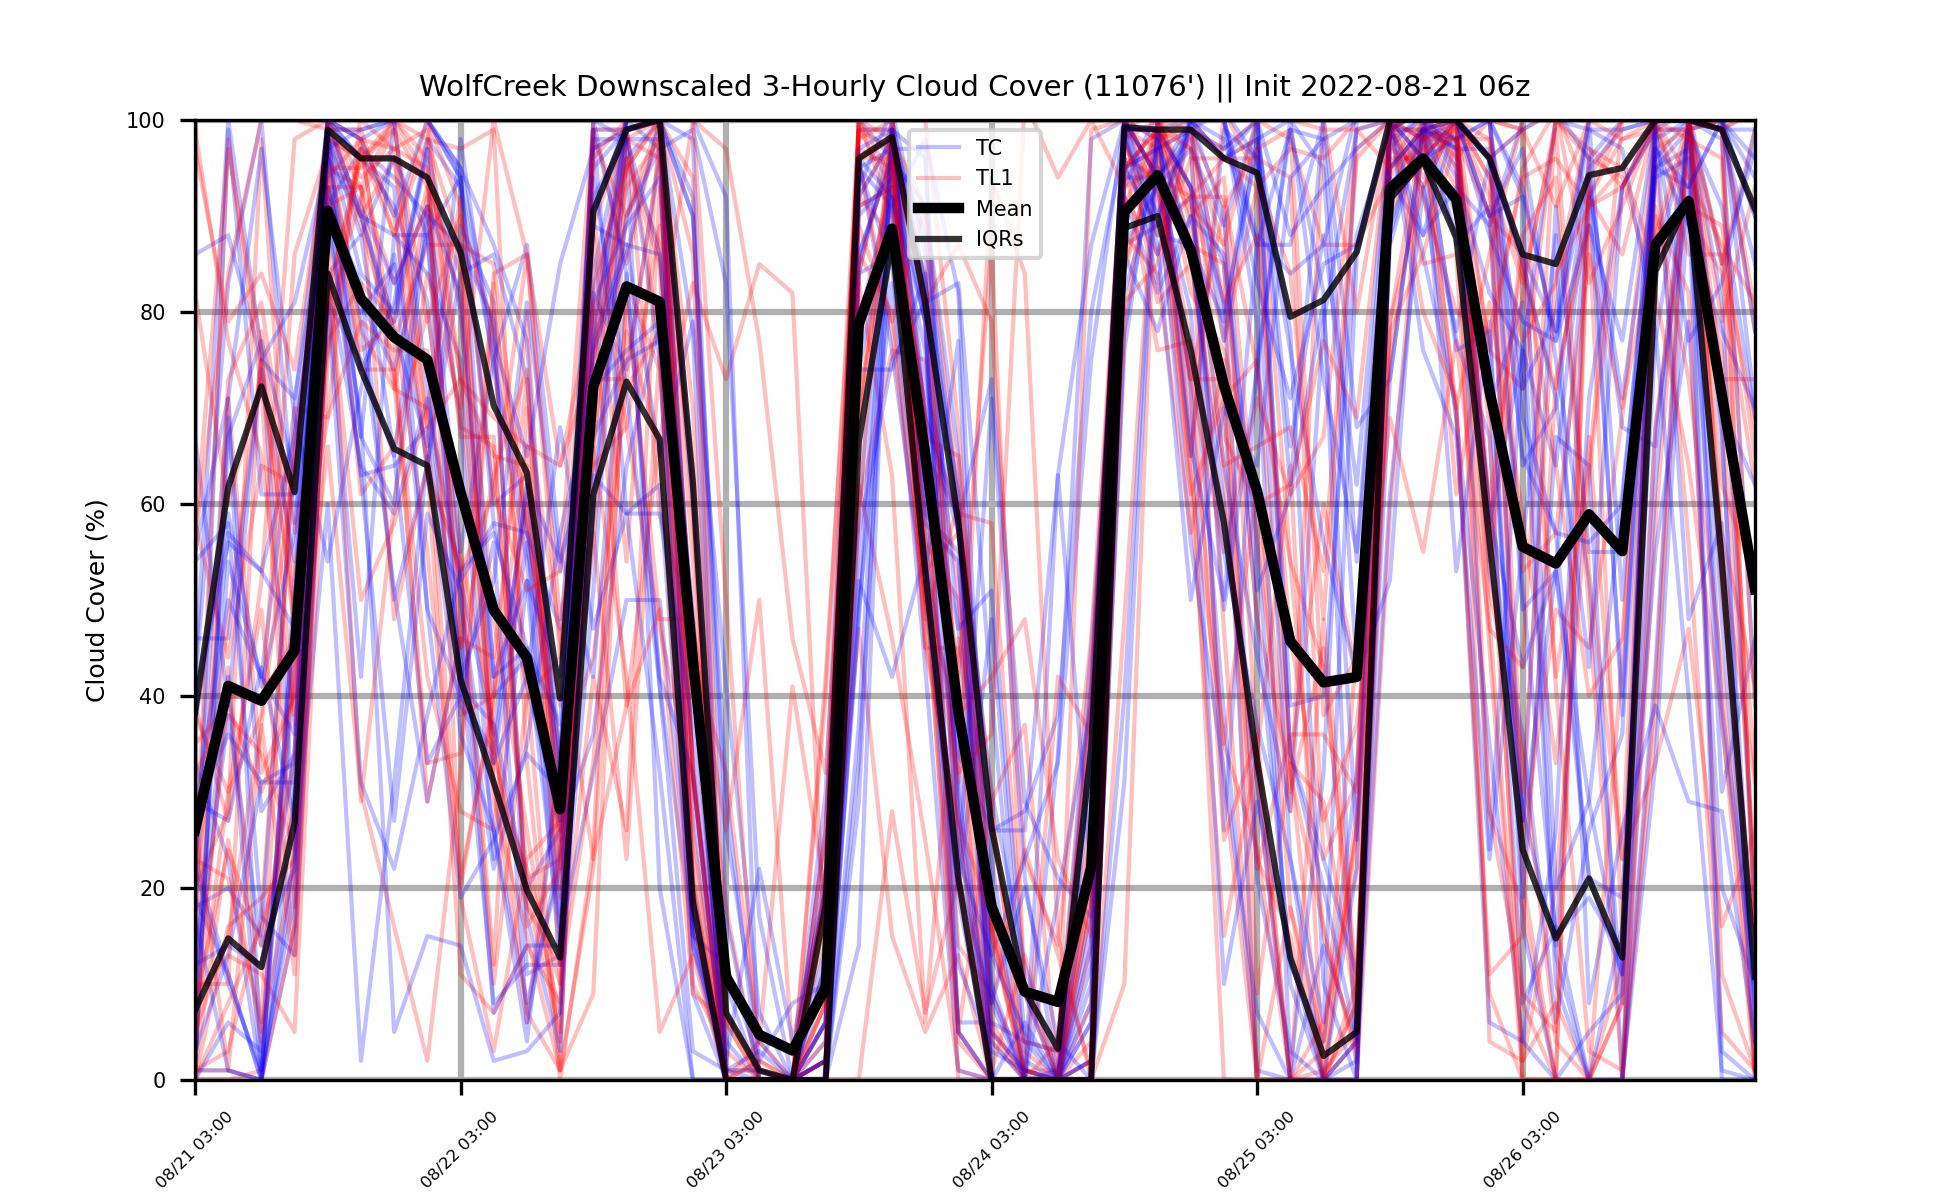 WolfCreek Downscaled 3-Hourly Cloud Cover (11076') || Init 2022-08-21 06z
100
80
60
40
20
0
Cloud Cover (%)
TC
TL1
Mean
IQRs
08/21 03:00
08/22 03:00
08/23 03:00
08/24 03:00
08/25 03:00
08/26 03:00